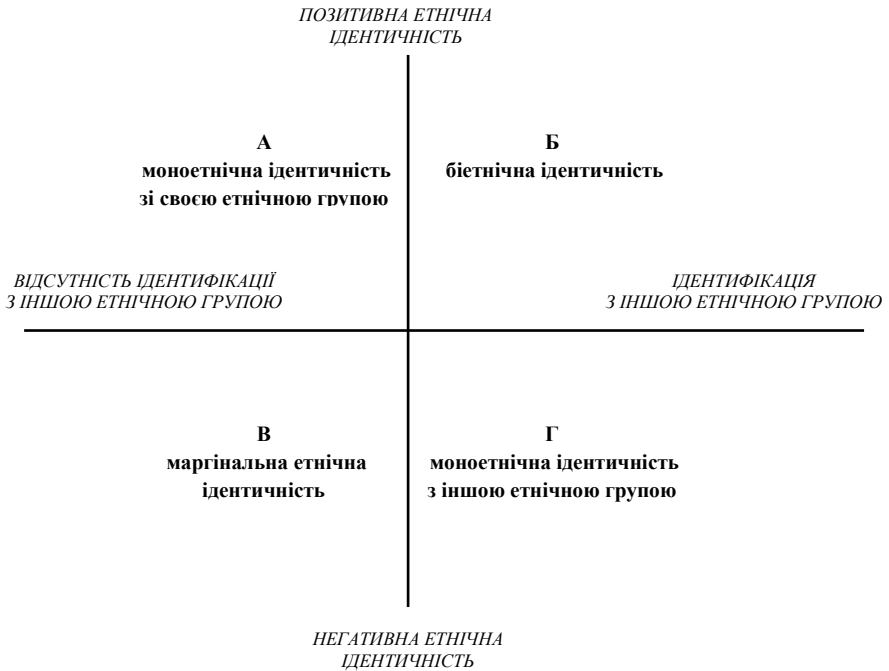 ПОЗИТИВНА ЕТНІЧНА
ІДЕНТИЧНІСТЬ
А
моноетнічна ідентичність
зі своєю етнічною групою
Б
біетнічна ідентичність
ВІДСУТНІСТЬ ІДЕНТИФІКАЦІЇ
З ІНШОЮ ЕТНІЧНОЮ ГРУПОЮ
ІДЕНТИФІКАЦІЯ
З ІНШОЮ ЕТНІЧНОЮ ГРУПОЮ
В
маргінальна етнічна
ідентичність
Г
моноетнічна ідентичність
з іншою етнічною групою
НЕГАТИВНА ЕТНІЧНА
ІДЕНТИЧНІСТЬ